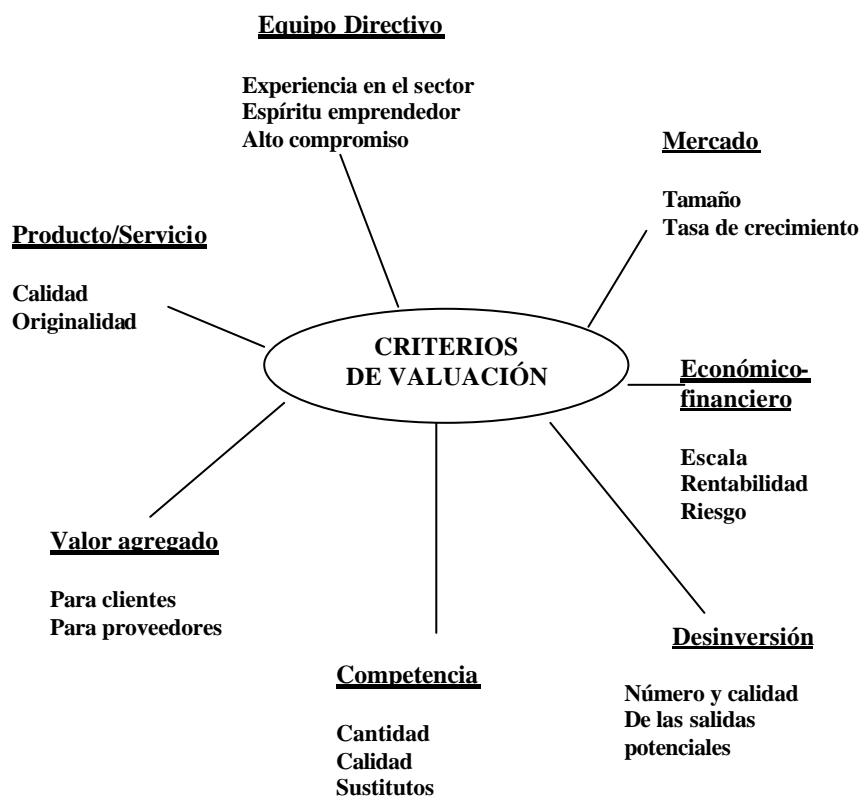 Equipo Directivo
Experiencia en el sector
Espíritu emprendedor
Alto compromiso
Mercado
Tamaño
Tasa de crecimiento
Producto/Servicio
Calidad
Originalidad
CRITERIOS
DE VALUACIÓN
Económico-
financiero
Escala
Rentabilidad
Riesgo
Valor agregado
Para clientes
Para proveedores
Desinversión
Número y calidad
De las salidas
potenciales
Competencia
Cantidad
Calidad
Sustitutos